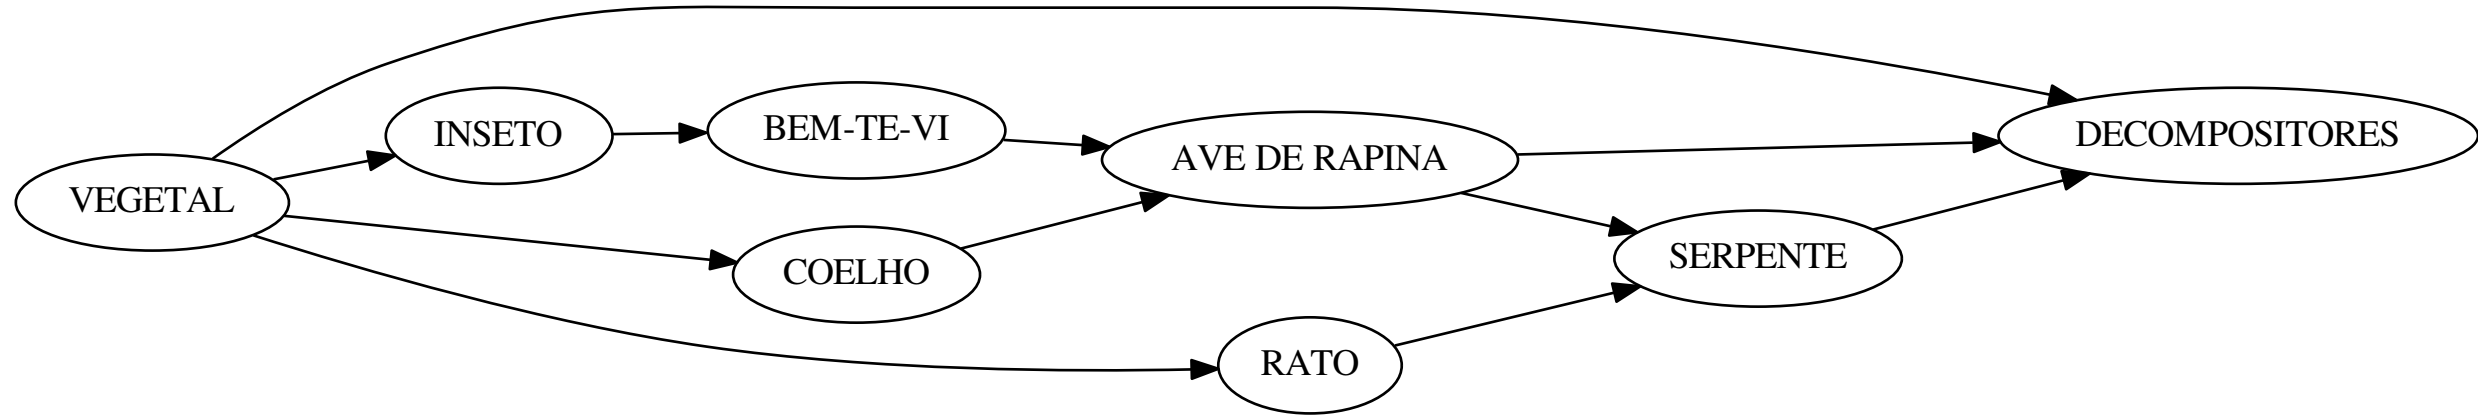 VEGETAL
INSETO
BEM-TE-VI
COELHO
AVE DE RAPINA
RATO
SERPENTE
DECOMPOSITORES